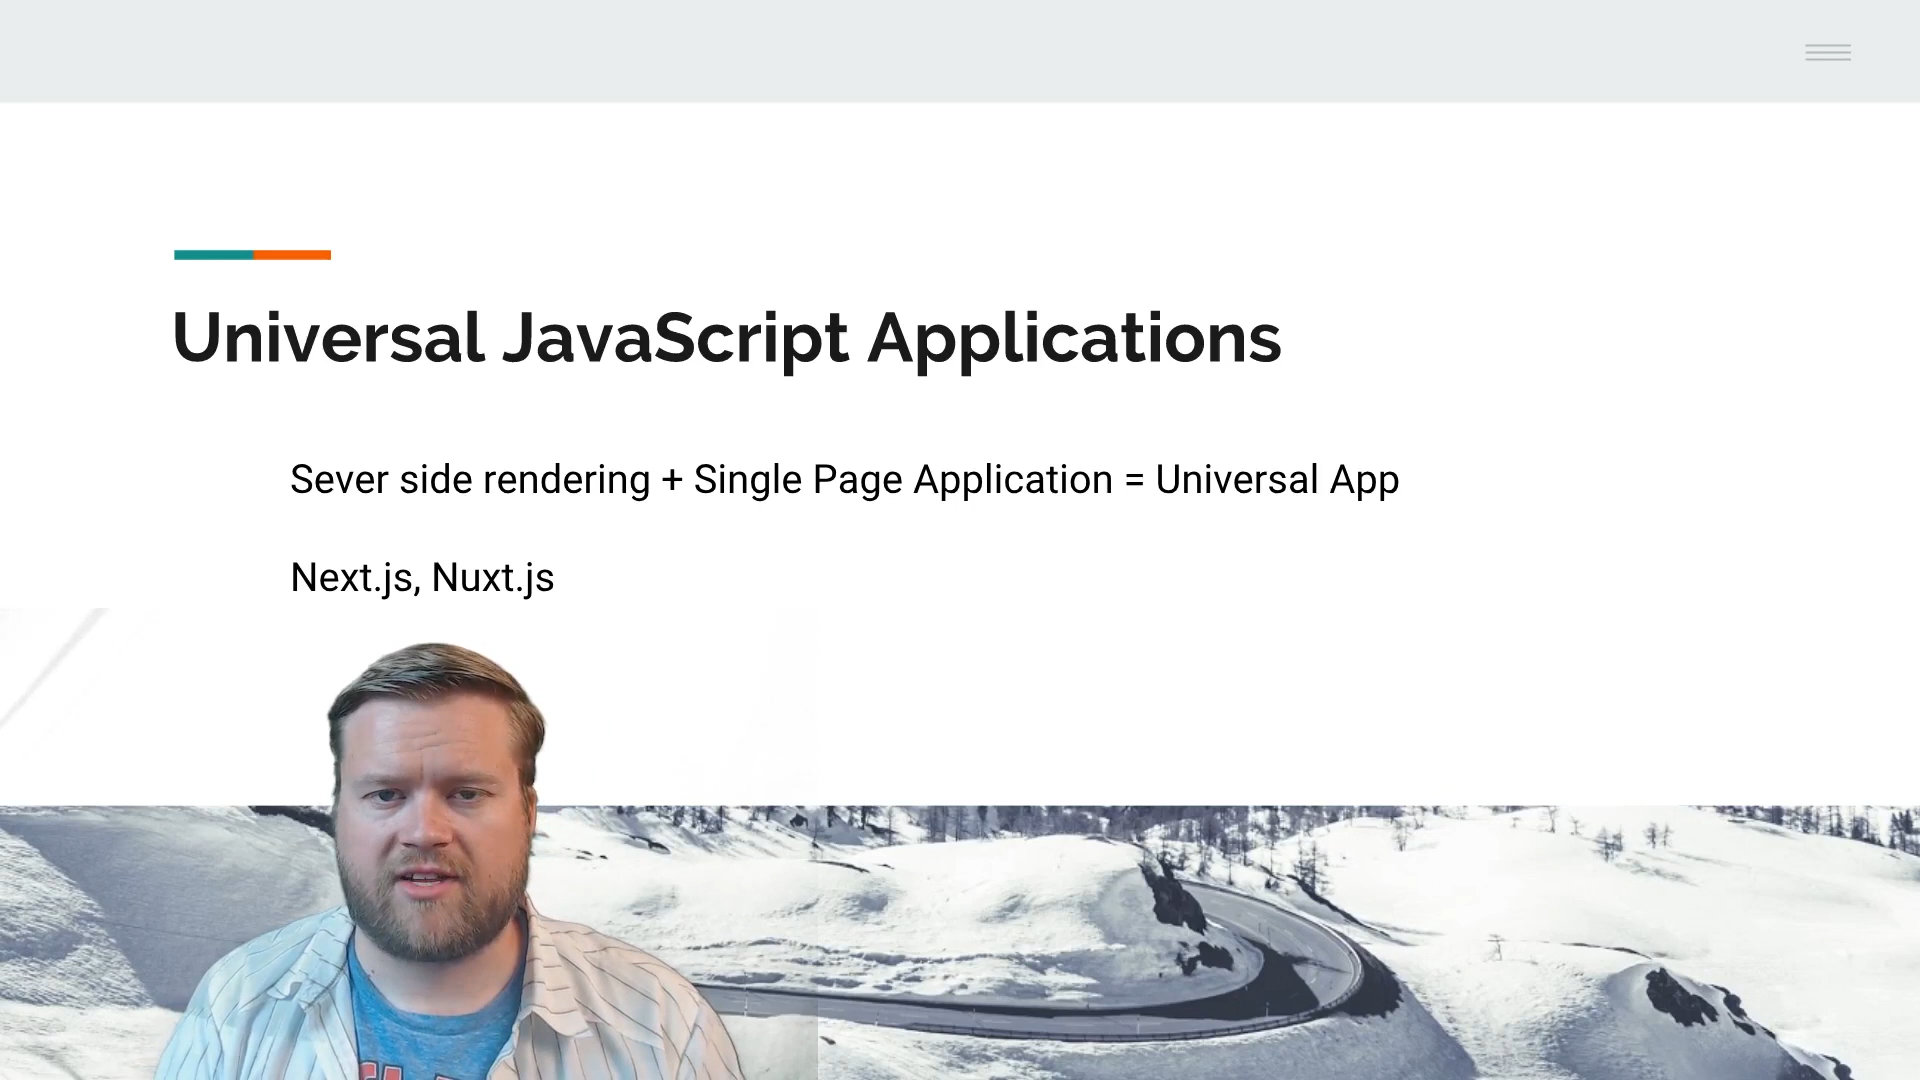 Universal JavaScript Applications
Sever side rendering + Single Page Application = Universal App
Next.js, Nuxt.js